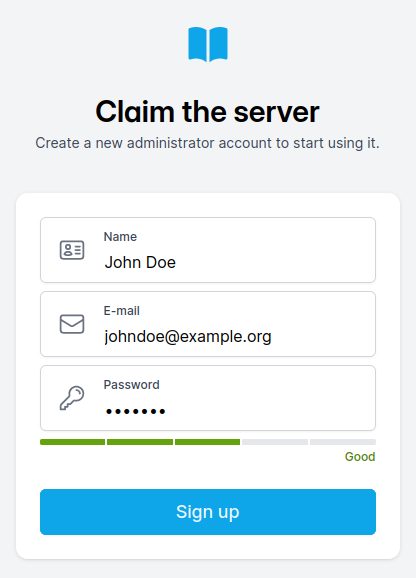 Claim the server
Create a new administrator account to start using it.
Name
John Doe
E-mail
johndoe@example.org
Password
•••••••
Good
Sign up